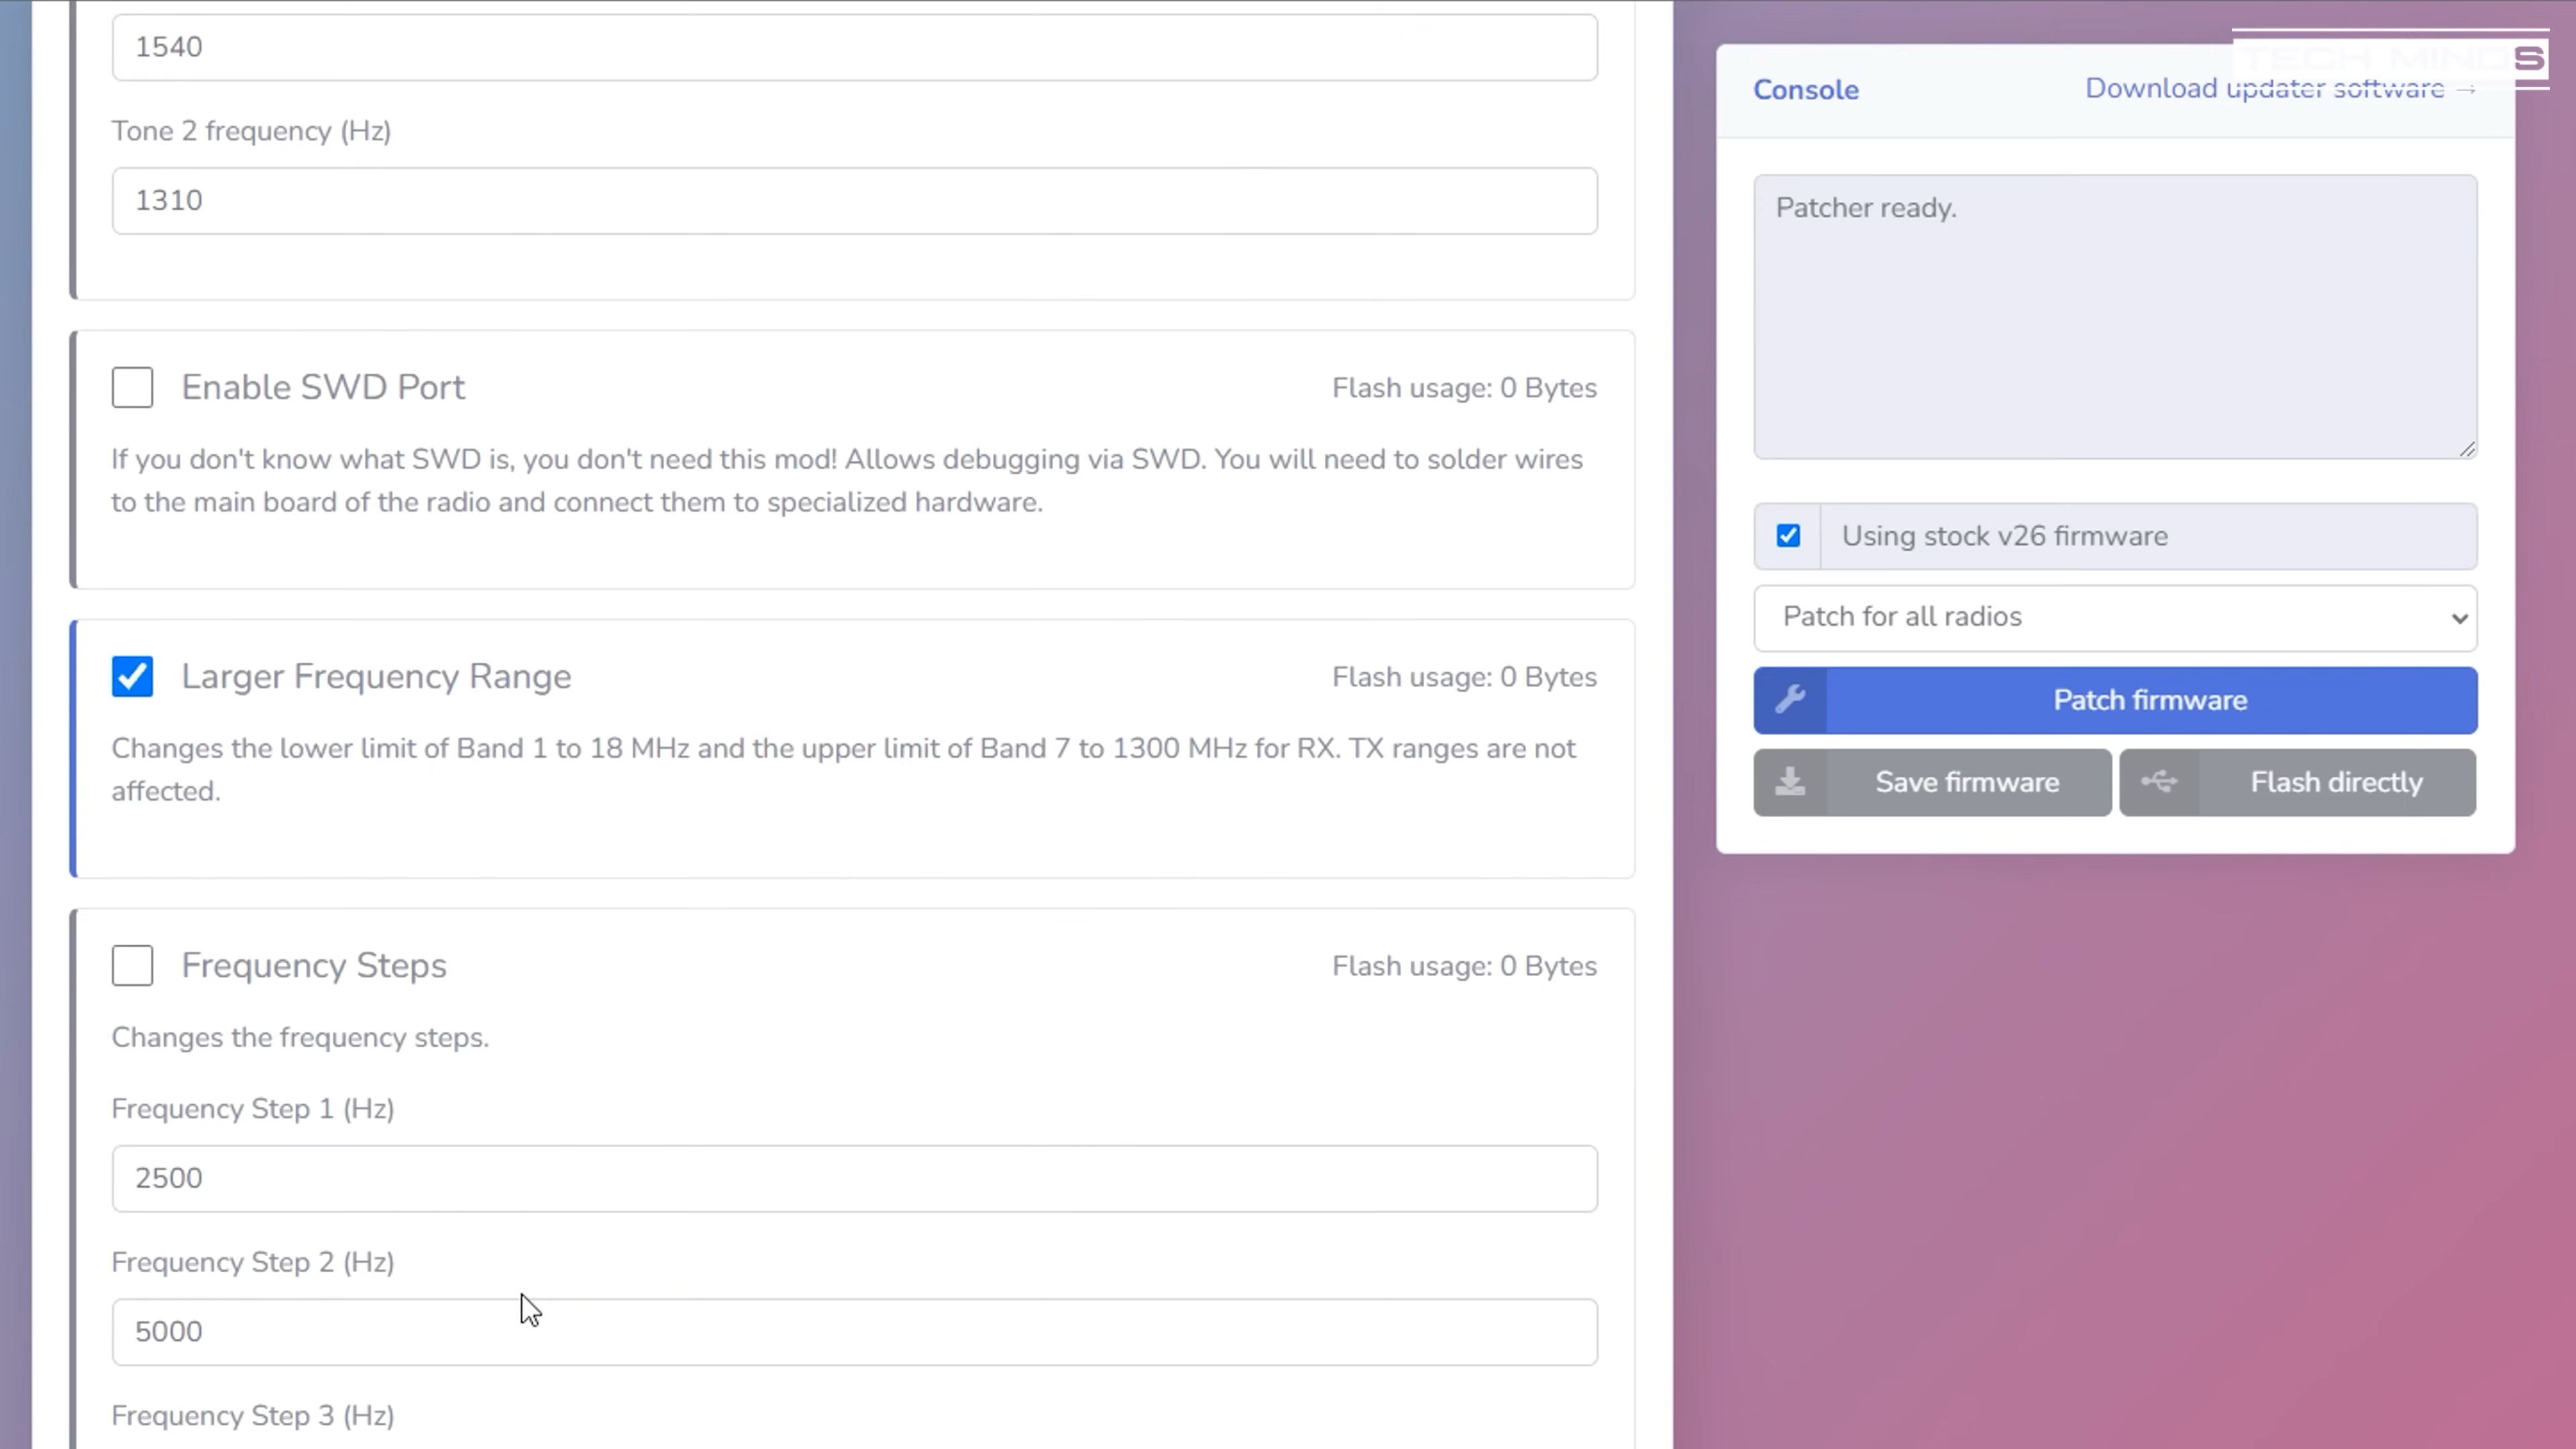 1540
Tone 2 frequency (Hz)
1310
Enable SWD Port
Flash usage: 0 Bytes
If you don't know what SWD is, you don't need this mod! Allows debugging via SWD. You will need to solder wires
to the main board of the radio and connect them to specialized hardware.
Larger Frequency Range
Flash usage: 0 Bytes
Changes the lower limit of Band 1 to 18 MHz and the upper limit of Band 7 to 1300 MHz for RX. TX ranges are not
affected.
Frequency Steps
Flash usage: 0 Bytes
Changes the frequency steps.
Frequency Step 1 (Hz)
2500
Frequency Step 2 (Hz)
5000
Frequency Step 3 (Hz)
TECH MINDS
Console
Download updater software →
Patcher ready.
Using stock v26 firmware
Patch for all radios
Patch firmware
Save firmware
Flash directly